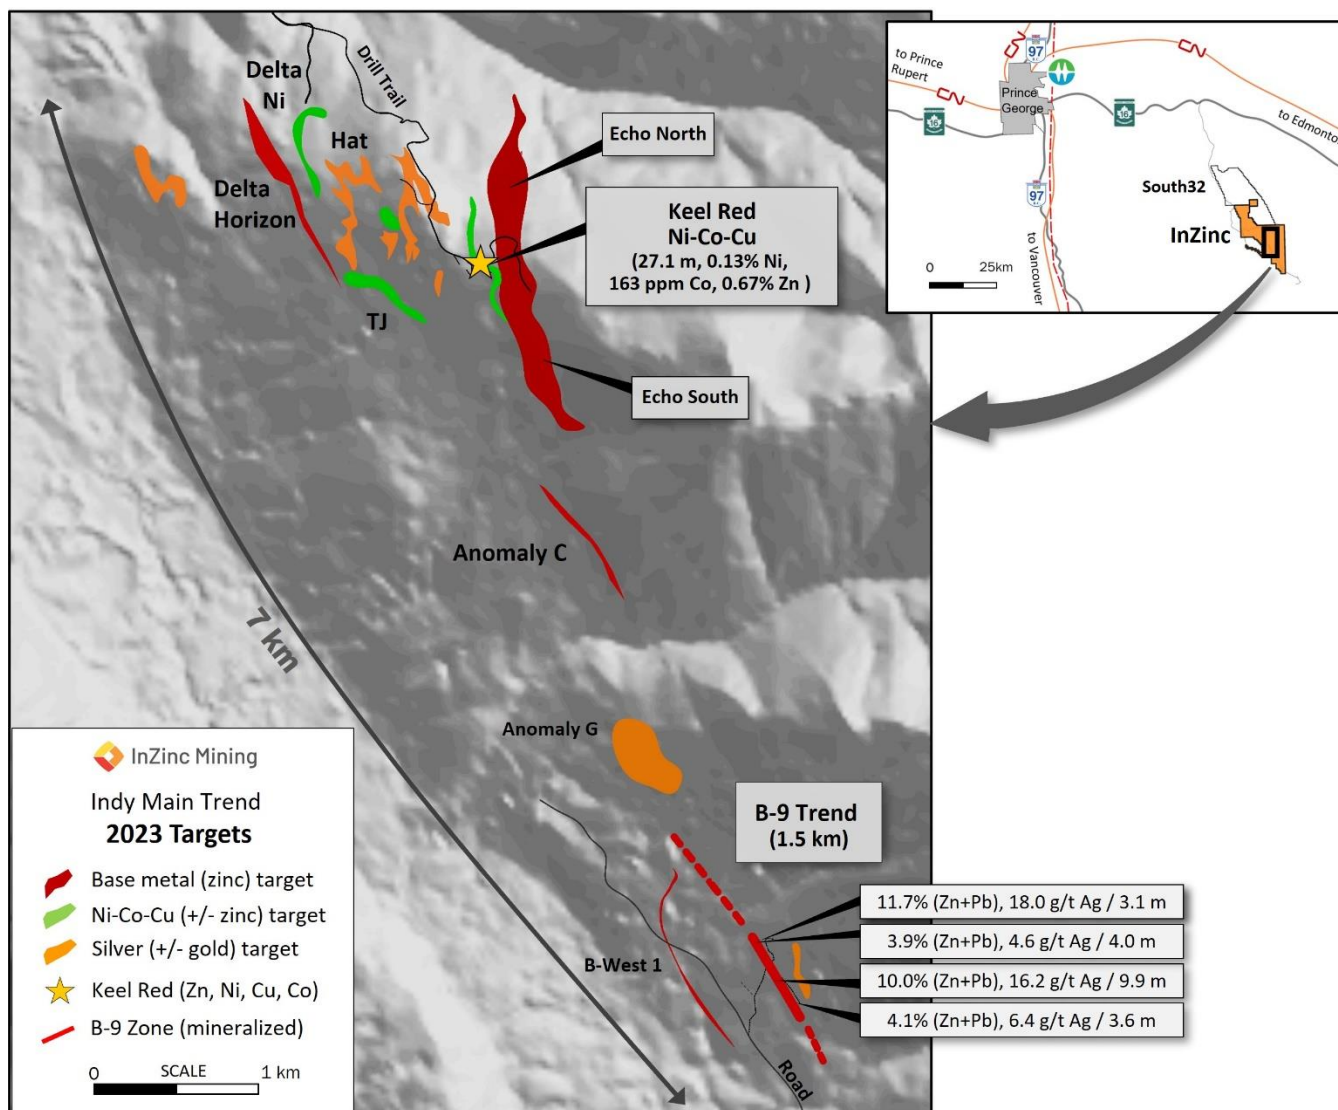 Delta
Ni
Drill Trail
Hat
Delta
Horizon
TJ
Echo North
Keel Red
Ni-Co-Cu
(27.1 m, 0.13% Ni,
163 ppm Co, 0.67% Zn )
Echo South
Anomaly C
7 km
Anomaly G
B-9 Trend
(1.5 km)
B-West 1
Road
11.7% (Zn+Pb), 18.0 g/t Ag / 3.1 m
3.9% (Zn+Pb), 4.6 g/t Ag / 4.0 m
10.0% (Zn+Pb), 16.2 g/t Ag / 9.9 m
4.1% (Zn+Pb), 6.4 g/t Ag / 3.6 m
InZinc Mining
Indy Main Trend
2023 Targets
Base metal (zinc) target
Ni-Co-Cu (+/- zinc) target
Silver (+/- gold) target
Keel Red (Zn, Ni, Cu, Co)
B-9 Zone (mineralized)
SCALE
0 1 km
to Prince
Rupert
CN
CN
97
CN
Prince
George
16
16
to Edmonton
97
to Vancouver
South32
InZinc
0 25km